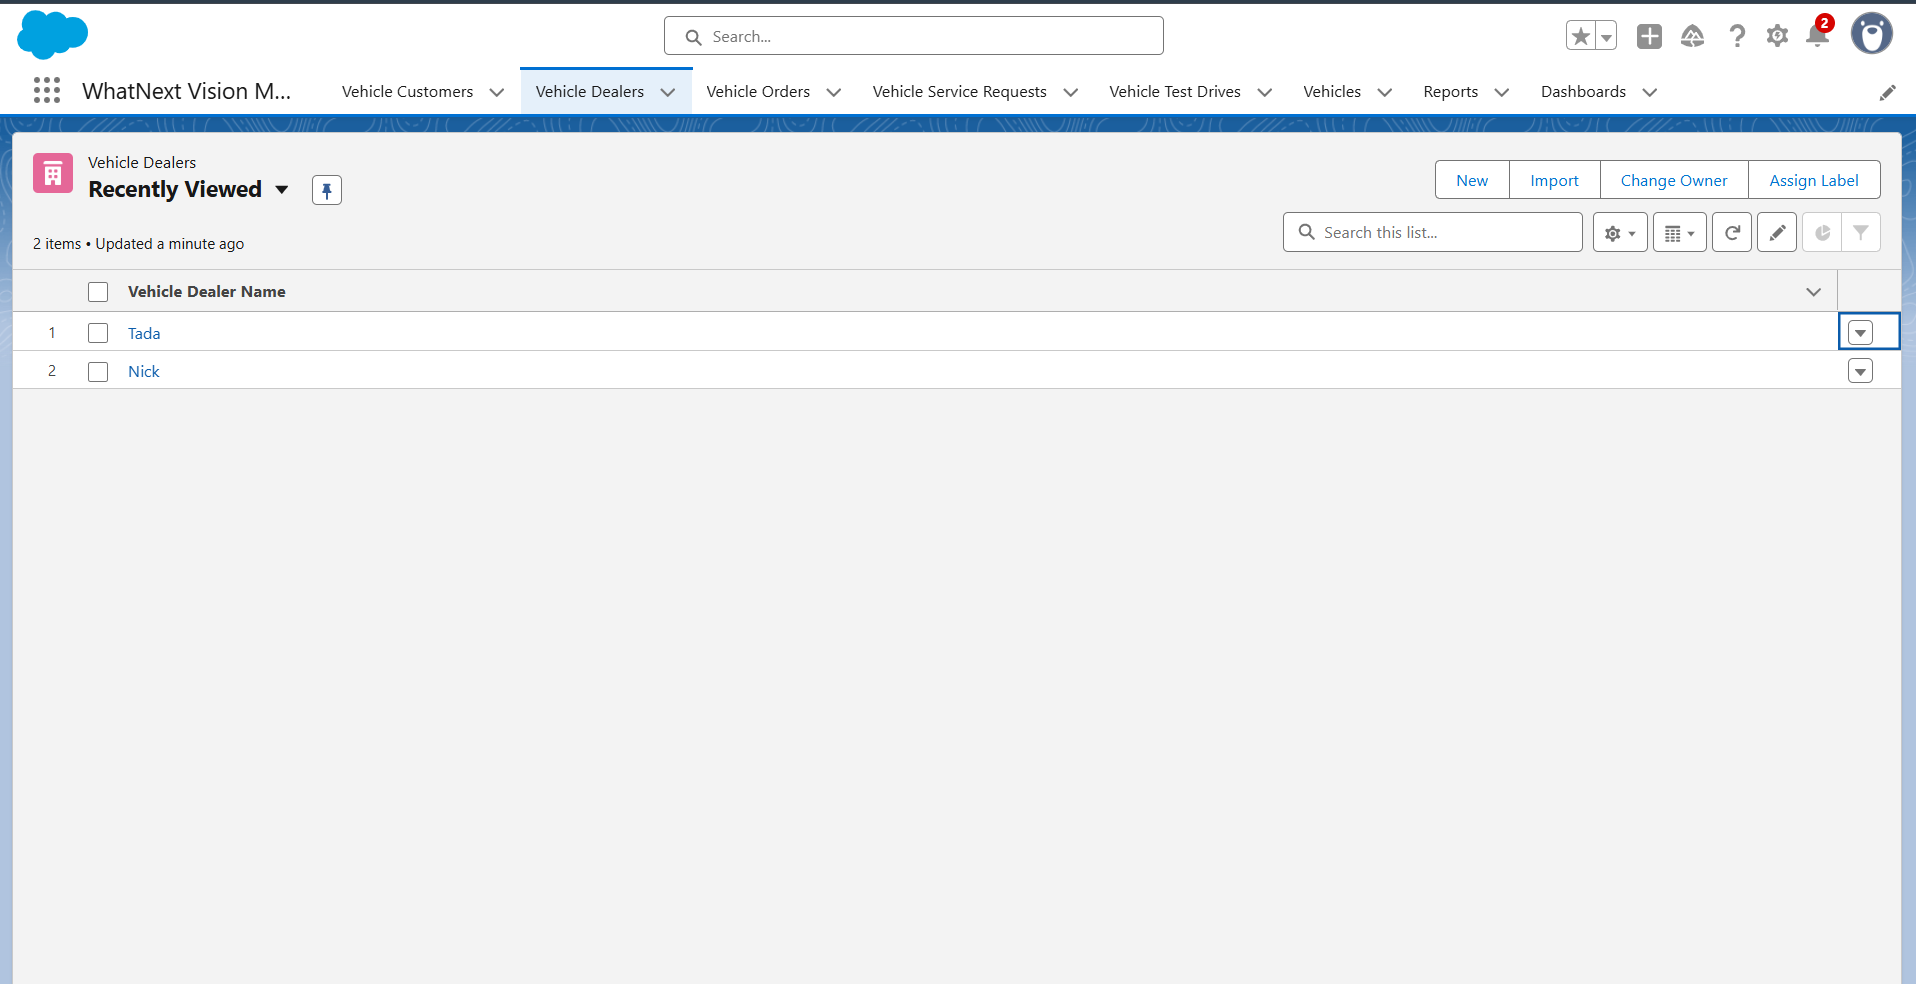 Search...
2
WhatNext Vision M...
Vehicle Customers
Vehicle Dealers
Vehicle Orders
Vehicle Service Requests
Vehicle Test Drives
Vehicles
Reports
Dashboards
Vehicle Dealers
Recently Viewed
New
Import
Change Owner
Assign Label
2 items • Updated a minute ago
Search this list...
Vehicle Dealer Name
1 Tada
2 Nick